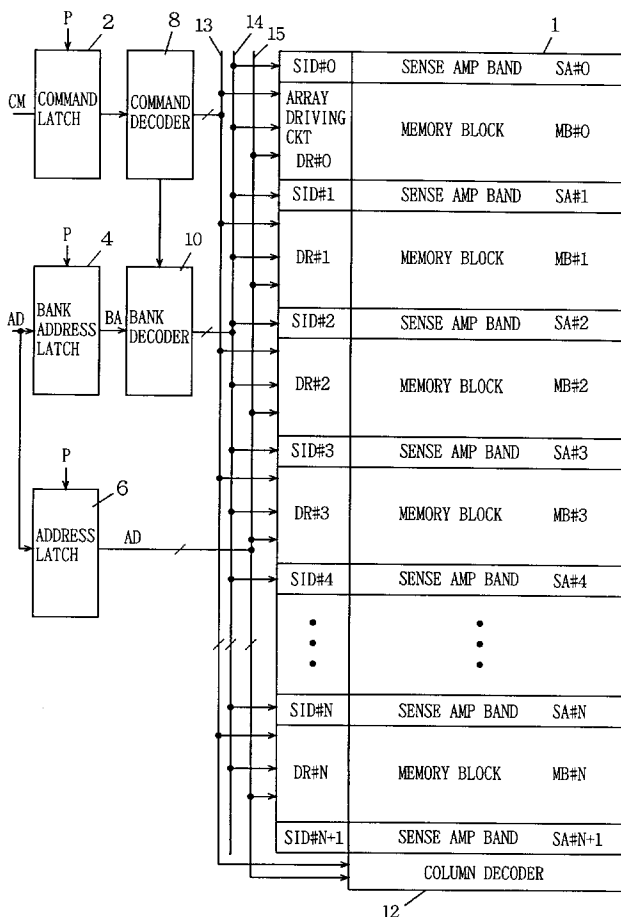 13 14 15
P 2 8 1
CM COMMAND LATCH COMMAND DECODER
SID#0 SENSE AMP BAND SA#0
ARRAY DRIVING CKT DR#0 MEMORY BLOCK MB#0
SID#1 SENSE AMP BAND SA#1
P 4 10
AD BANK ADDRESS LATCH BA BANK DECODER
DR#1 MEMORY BLOCK MB#1
SID#2 SENSE AMP BAND SA#2
DR#2 MEMORY BLOCK MB#2
SID#3 SENSE AMP BAND SA#3
P 6
ADDRESS LATCH AD
DR#3 MEMORY BLOCK MB#3
SID#4 SENSE AMP BAND SA#4
SID#N SENSE AMP BAND SA#N
DR#N MEMORY BLOCK MB#N
SID#N+1 SENSE AMP BAND SA#N+1
COLUMN DECODER
12